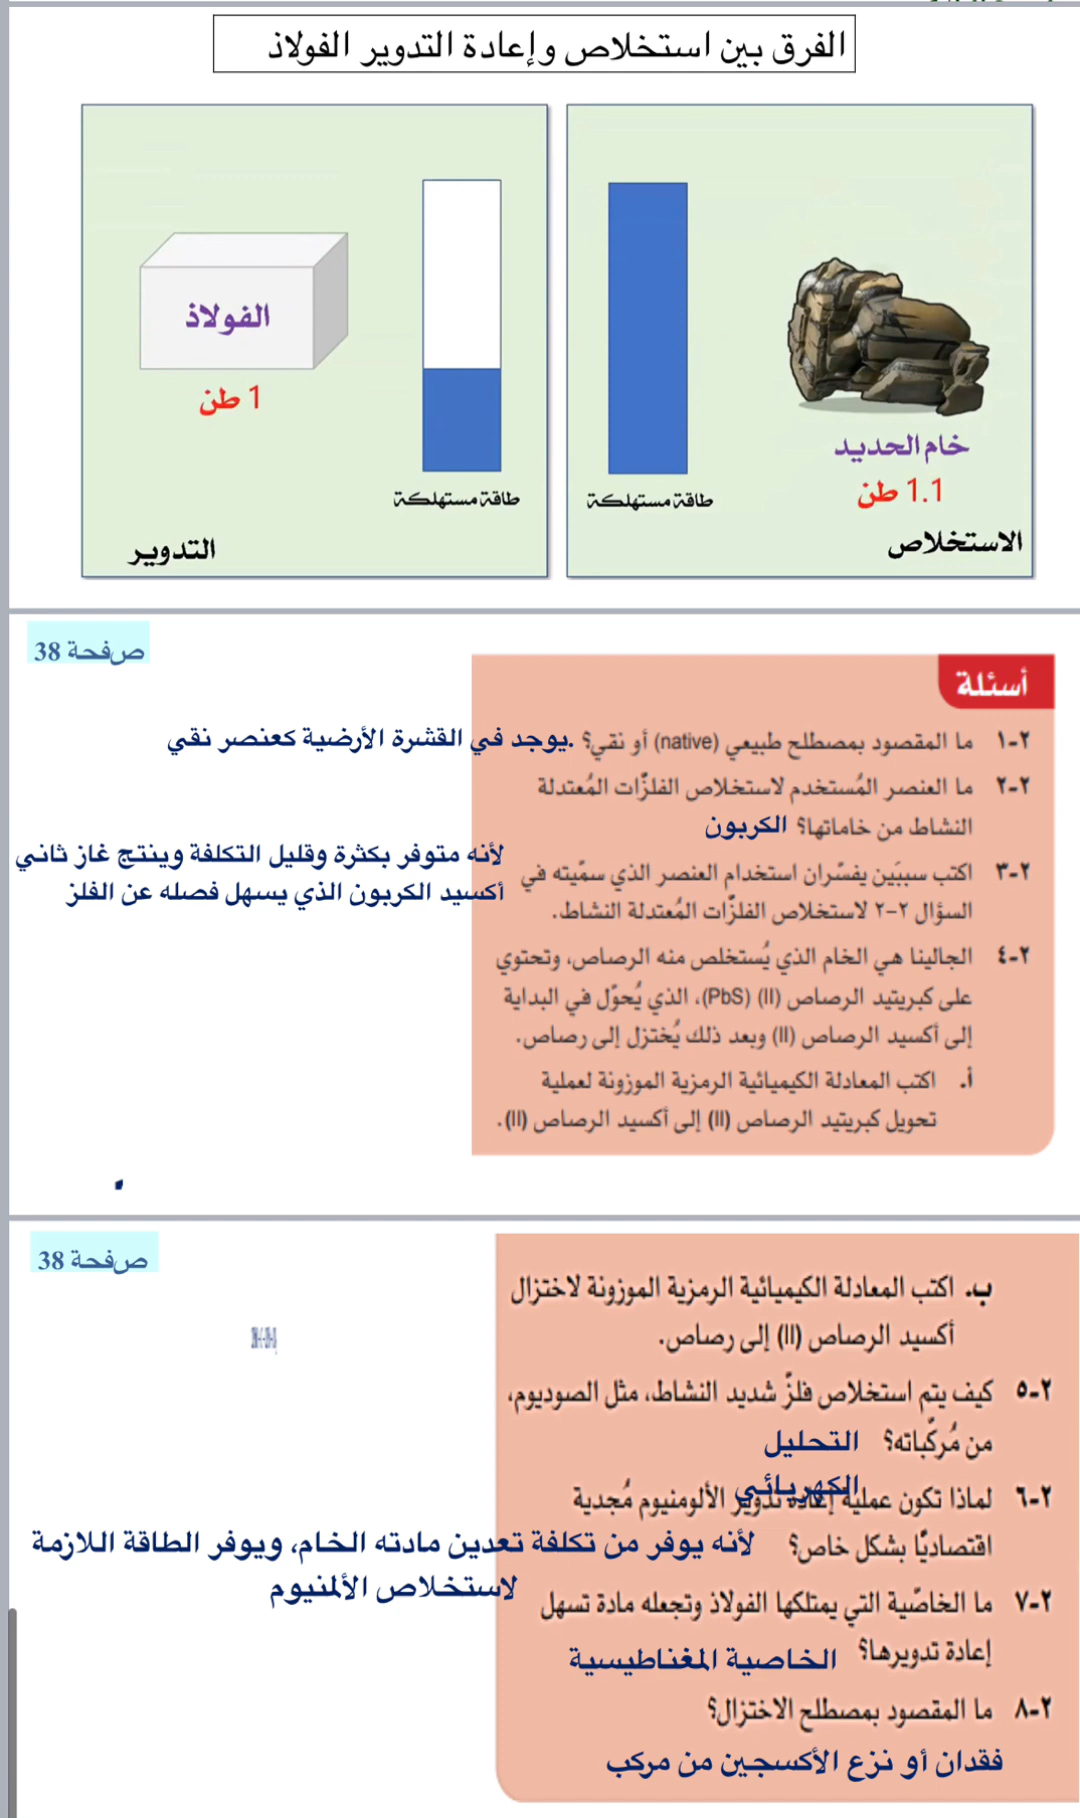 الفرق بين استخلاص وإعادة التدوير الفولاذ
خام الحديد
1.1 طن
طاقة مستهلكة
الاستخلاص
الفولاذ
1 طن
طاقة مستهلكة
التدوير
صفحة 38
أسئلة
٢-١ ما المقصود بمصطلح طبيعي (native) أو نقي؟ يوجد في القشرة الأرضية كعنصر نقي.
٢-٢ ما العنصر المُستخدم لاستخلاص الفلزّات المُعتدلة
النشاط من خاماتها؟ الكربون
٢-٣ اكتب سببَين يفسّران استخدام العنصر الذي سمّيته في
السؤال ٢-٢ لاستخلاص الفلزّات المُعتدلة النشاط.
لأنه متوفر بكثرة وقليل التكلفة وينتج غاز ثاني
أكسيد الكربون الذي يسهل فصله عن الفلز
٢-٤ الجالينا هي الخام الذي يُستخلص منه الرصاص، وتحتوي
على كبريتيد الرصاص (II) (PbS)، الذي يُحوّل في البداية
إلى أكسيد الرصاص (II) وبعد ذلك يُختزل إلى رصاص.
أ. اكتب المعادلة الكيميائية الرمزية الموزونة لعملية
تحويل كبريتيد الرصاص (II) إلى أكسيد الرصاص (II).
صفحة 38
ب. اكتب المعادلة الكيميائية الرمزية الموزونة لاختزال
أكسيد الرصاص (II) إلى رصاص.
٢-٥ كيف يتم استخلاص فلزّ شديد النشاط، مثل الصوديوم،
من مُركّباته؟ التحليل
الكهربائي
٢-٦ لماذا تكون عملية إعادة تدوير الألومنيوم مُجدية
اقتصاديًا بشكل خاص؟ لأنه يوفر من تكلفة تعدين مادته الخام، ويوفر الطاقة اللازمة
لاستخلاص الألمنيوم
٢-٧ ما الخاصّية التي يمتلكها الفولاذ وتجعله مادة تسهل
إعادة تدويرها؟ الخاصية المغناطيسية
٢-٨ ما المقصود بمصطلح الاختزال؟
فقدان أو نزع الأكسجين من مركب